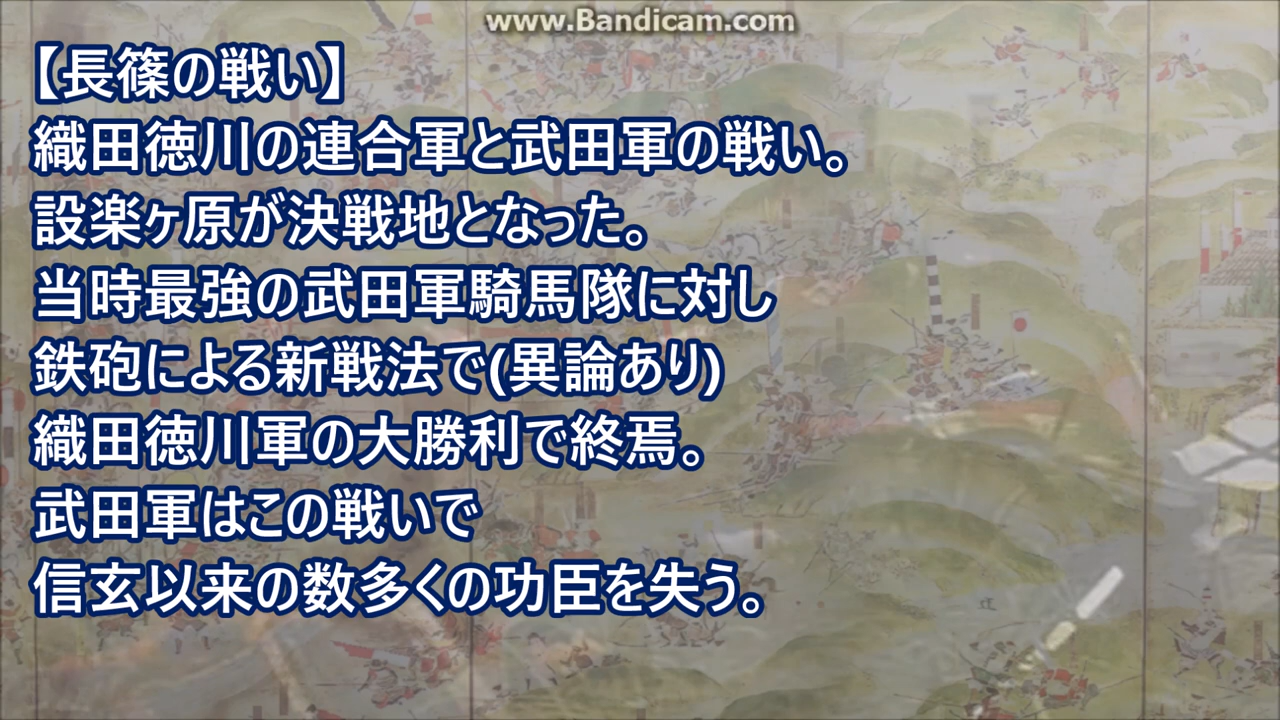 www.Bandicam.com
【長篠の戦い】
織田徳川の連合軍と武田軍の戦い。
設楽ヶ原が決戦地となった。
当時最強の武田軍騎馬隊に対し
鉄砲による新戦法で(異論あり)
織田徳川軍の大勝利で終焉。
武田軍はこの戦いで
信玄以来の数多くの功臣を失う。